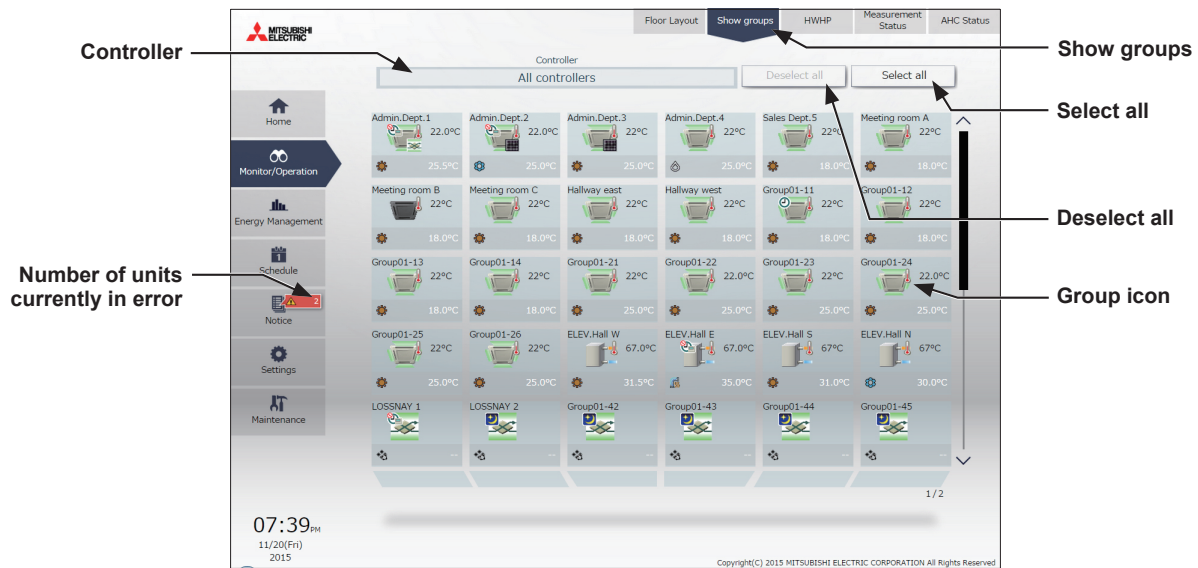 MITSUBISHI
ELECTRIC
Floor Layout Show groups HWHP Measurement Status AHC Status
Controller
Show groups
Controller
All controllers
Deselect all
Select all
Select all
Deselect all
Group icon
Number of units
currently in error
Home
Monitor/Operation
Energy Management
1
Schedule
2
Notice
Settings
Maintenance
Admin.Dept.1 Admin.Dept.2 Admin.Dept.3 Admin.Dept.4 Sales Dept.5 Meeting room A
22.0°C 22.0°C 22°C 22°C 22°C 22°C
25.5°C 25.0°C 25.0°C 25.0°C 18.0°C 18.0°C
Meeting room B Meeting room C Hallway east Hallway west Group01-11 Group01-12
22°C 22°C 22°C 22°C 22°C 22°C
18.0°C 18.0°C 18.0°C 18.0°C 18.0°C 18.0°C
Group01-13 Group01-14 Group01-21 Group01-22 Group01-23 Group01-24
22°C 22°C 22°C 22.0°C 22°C 22.0°C
18.0°C 18.0°C 25.0°C 25.0°C 25.0°C 25.0°C
Group01-25 Group01-26 ELEV.Hall W ELEV.Hall E ELEV.Hall S ELEV.Hall N
22°C 22°C 67.0°C 67.0°C 67°C 67°C
25.0°C 25.0°C 31.5°C 35.0°C 31.0°C 30.0°C
LOSSNAY 1 LOSSNAY 2 Group01-42 Group01-43 Group01-44 Group01-45
-- -- -- -- -- --
1/2
07:39PM
11/20(Fri)
2015
Copyright(C) 2015 MITSUBISHI ELECTRIC CORPORATION All Rights Reserved